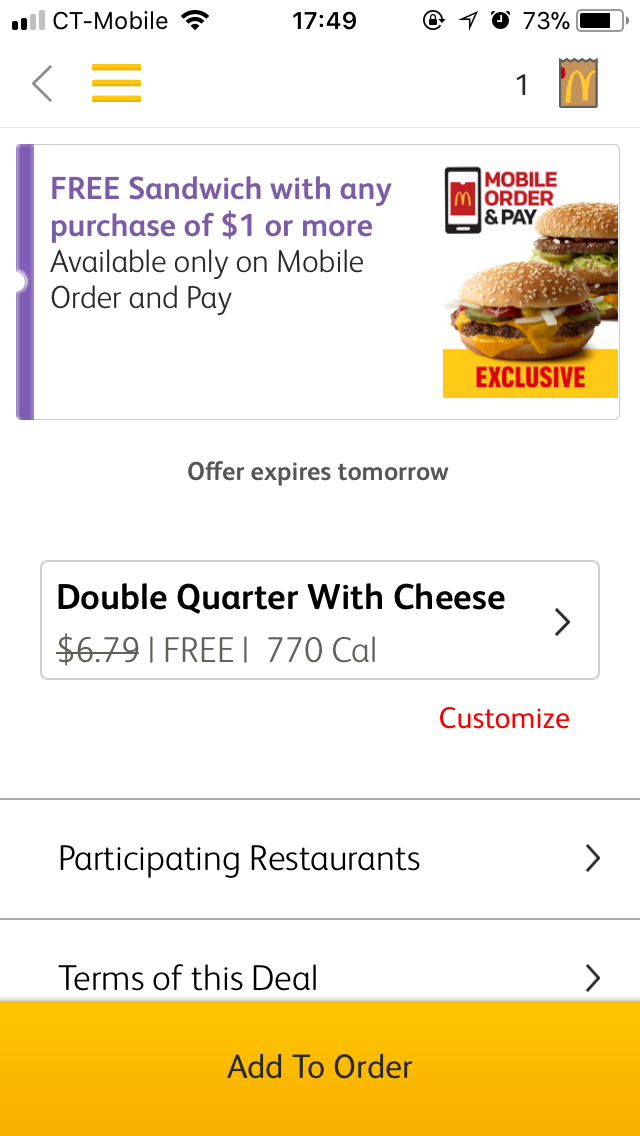 CT-Mobile 17:49 73%
1
FREE Sandwich with any
purchase of $1 or more
Available only on Mobile
Order and Pay
MOBILE
ORDER
& PAY
EXCLUSIVE
Offer expires tomorrow
Double Quarter With Cheese
$6.79 | FREE | 770 Cal
Customize
Participating Restaurants
Terms of this Deal
Add To Order